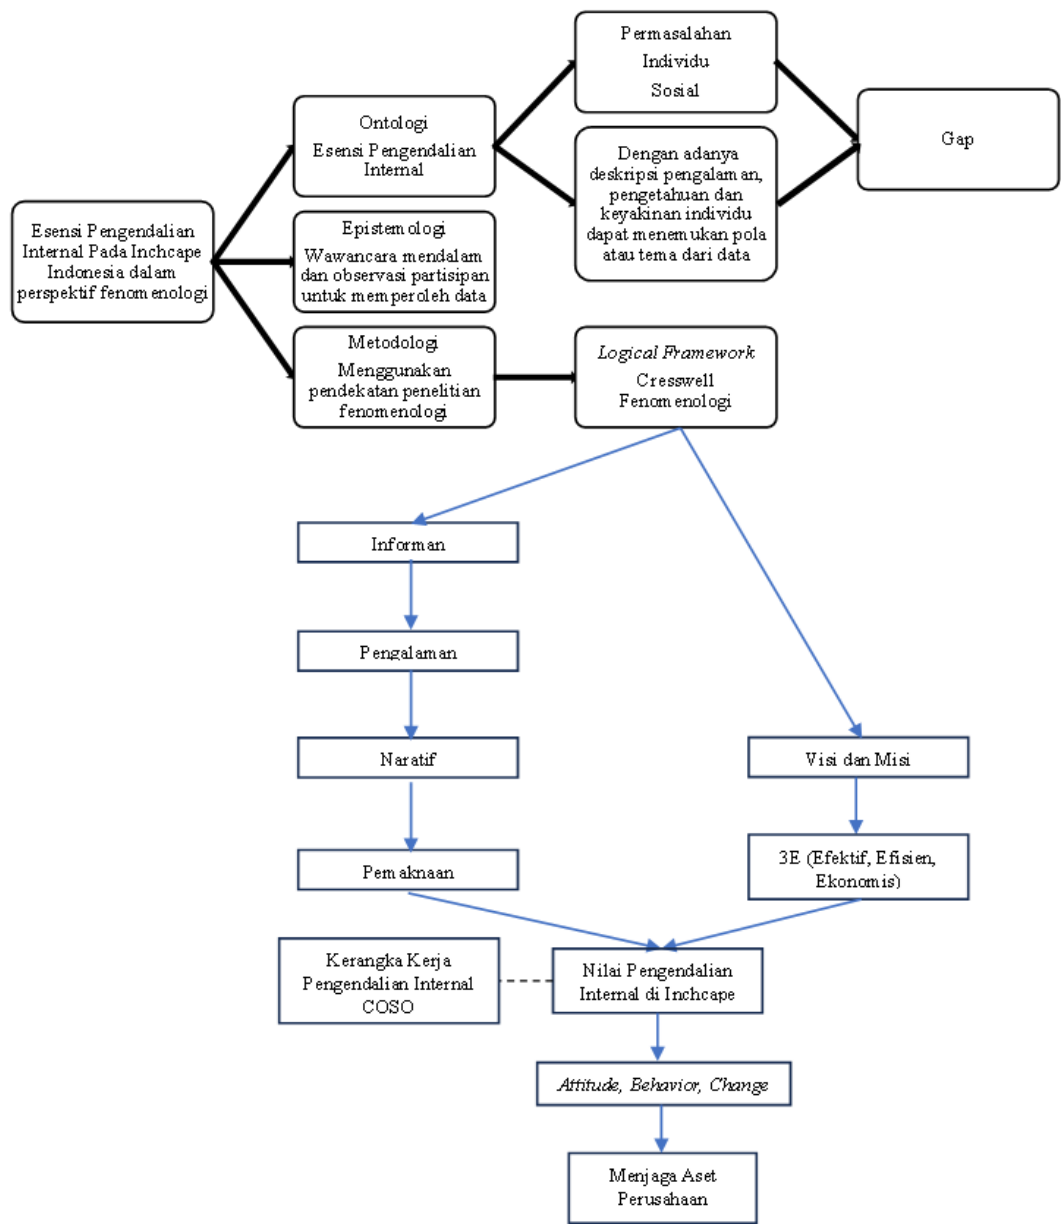 Permasalahan
Individu
Sosial
Ontologi
Esensi Pengendalian
Internal
Gap
Dengan adanya
deskripsi pengalaman,
pengetahuan dan
keyakinan individu
dapat menemukan pola
atau tema dari data
Esensi Pengendalian
Internal Pada Inchcape
Indonesia dalam
perspektif fenomenologi
Epistemologi
Wawancara mendalam
dan observasi partisipan
untuk memperoleh data
Metodologi
Menggunakan
pendekatan penelitian
fenomenologi
Logical Framework
Cresswell
Fenomenologi
Informan
Pengalaman
Naratif
Visi dan Misi
Pemaknaan
3E (Efektif, Efisien,
Ekonomis)
Kerangka Kerja
Pengendalian Internal
COSO
Nilai Pengendalian
Internal di Inchcape
Attitude, Behavior, Change
Menjaga Aset
Perusahaan